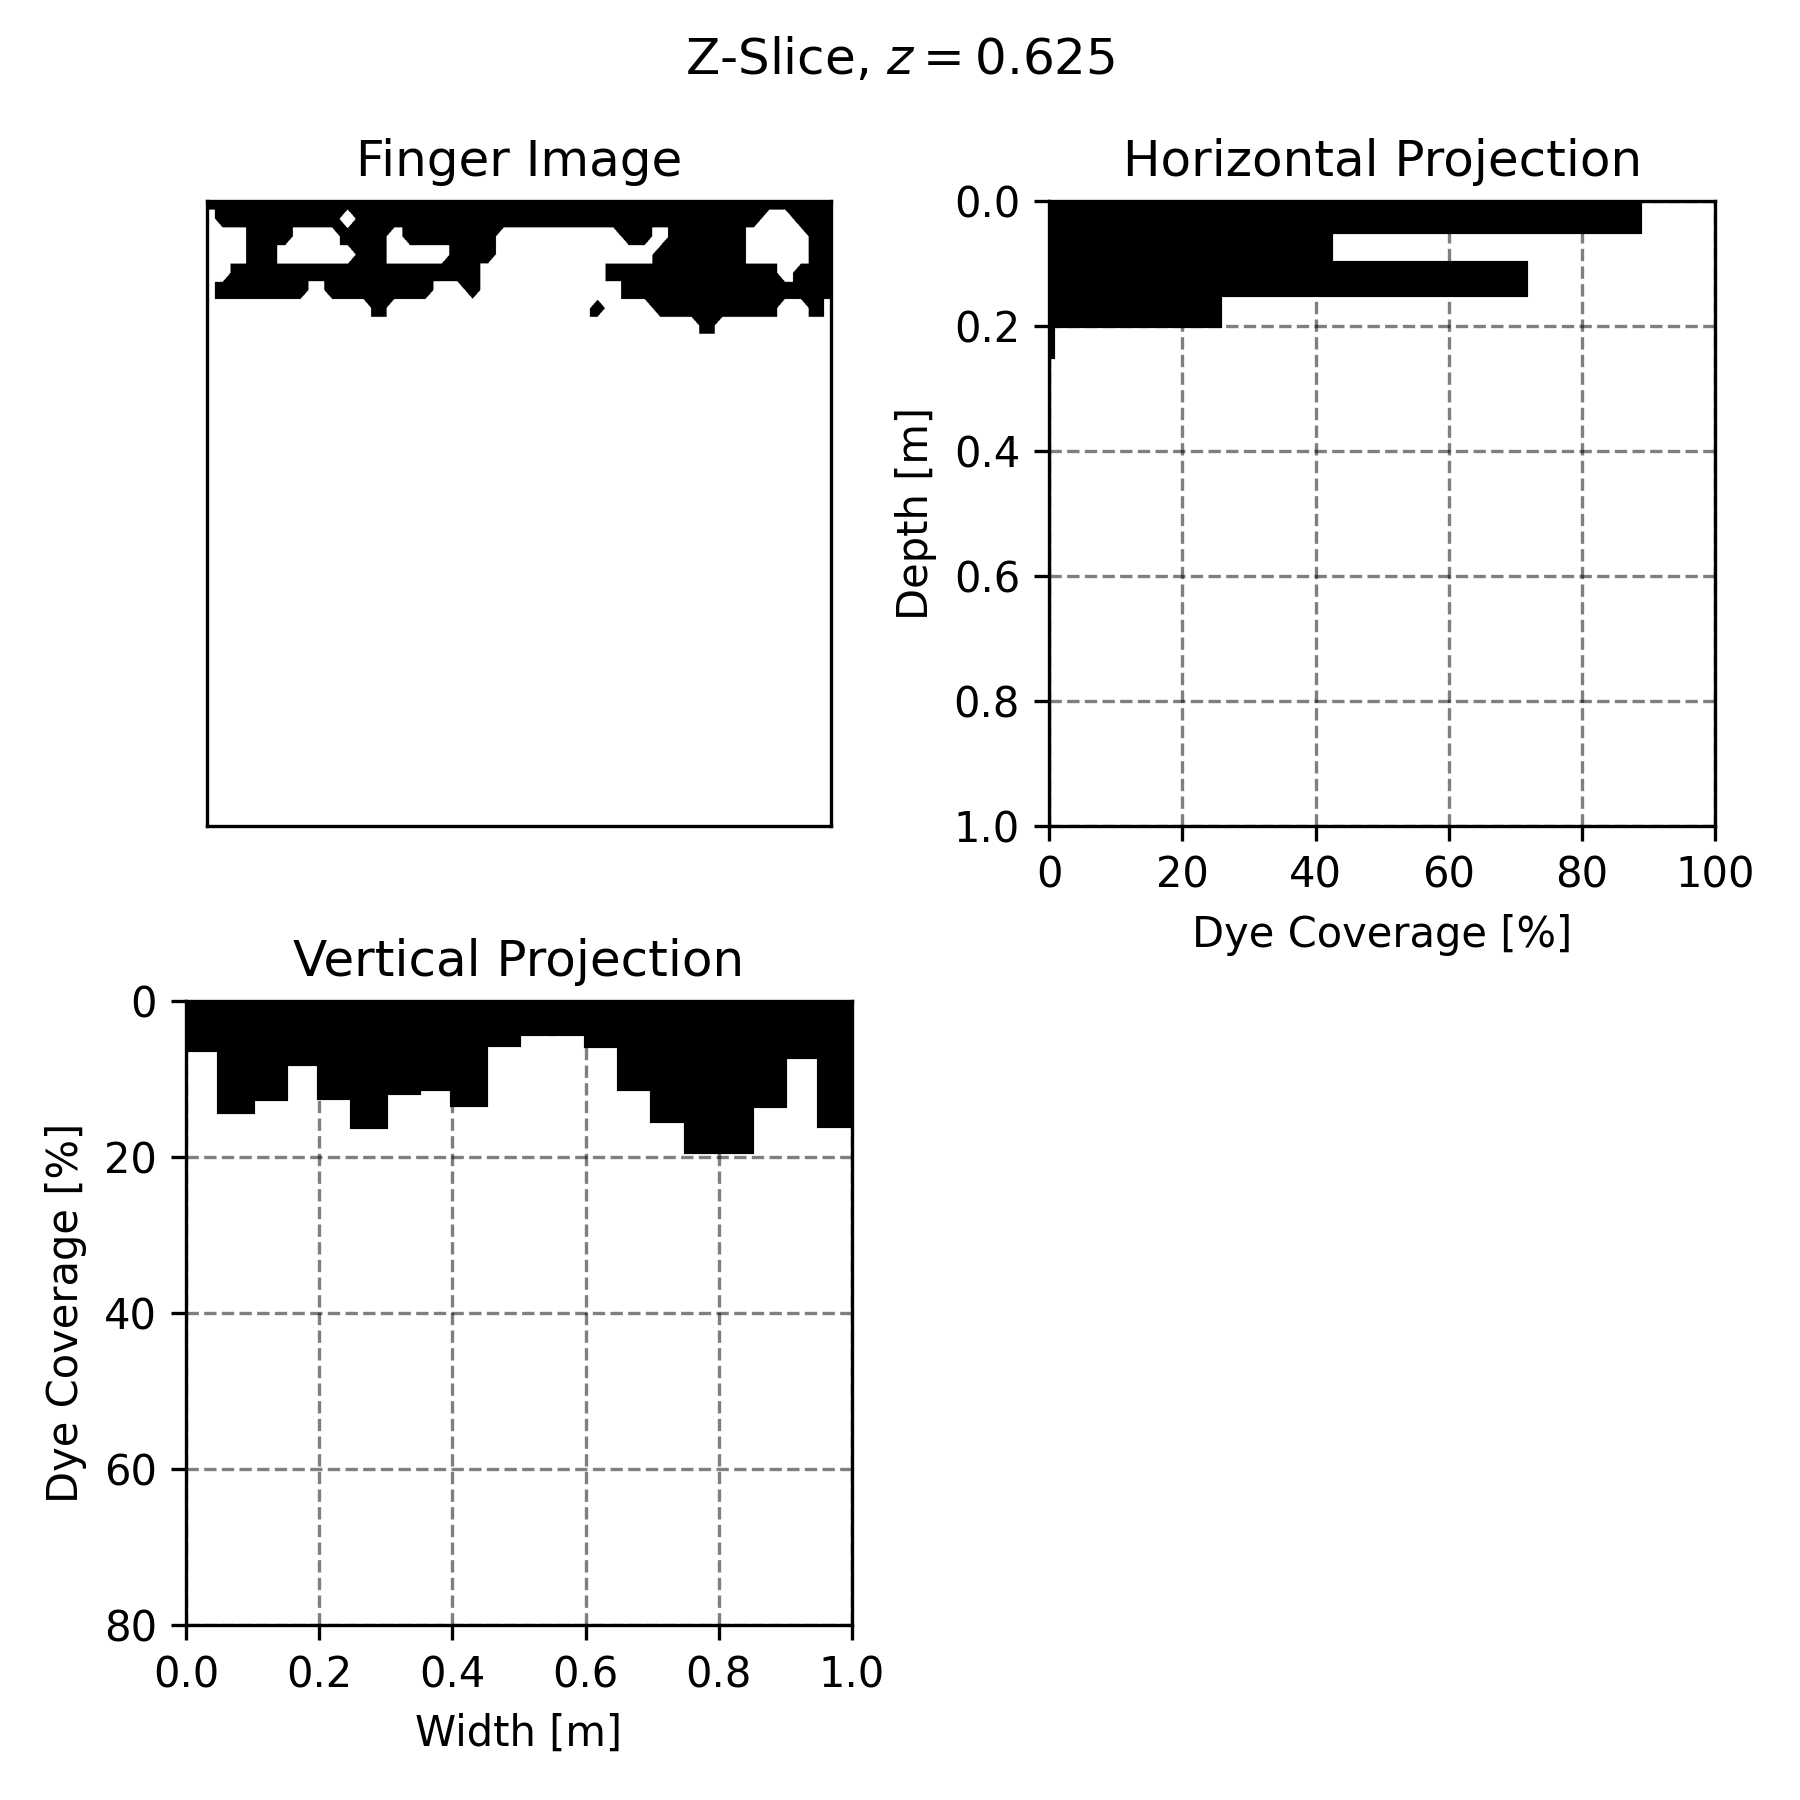 Z-Slice, z = 0.625
Finger Image
Horizontal Projection
0.0
0.2
0.4
0.6
0.8
1.0
Depth [m]
0 20 40 60 80 100
Dye Coverage [%]
Vertical Projection
0
20
40
60
80
Dye Coverage [%]
0.0 0.2 0.4 0.6 0.8 1.0
Width [m]